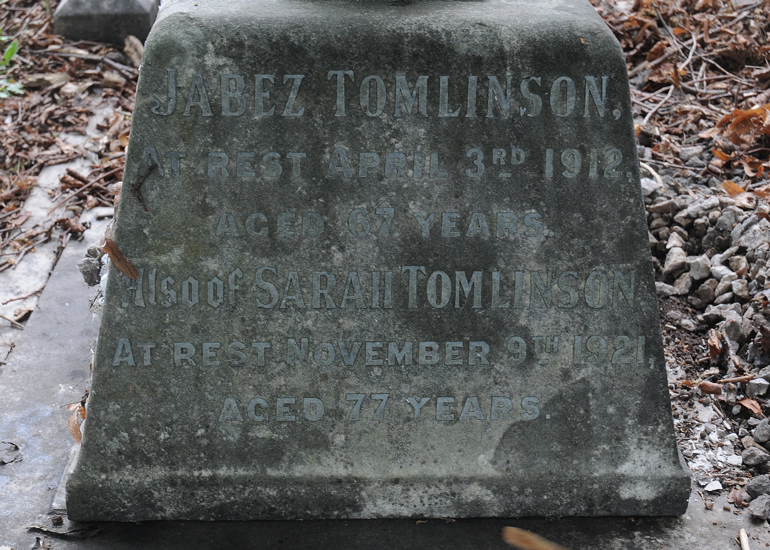 JABEZ TOMLINSON,
AT REST APRIL 3RD 1912.
AGED 67 YEARS.
Also of SARAH TOMLINSON.
AT REST NOVEMBER 9TH 1921,
AGED 77 YEARS.